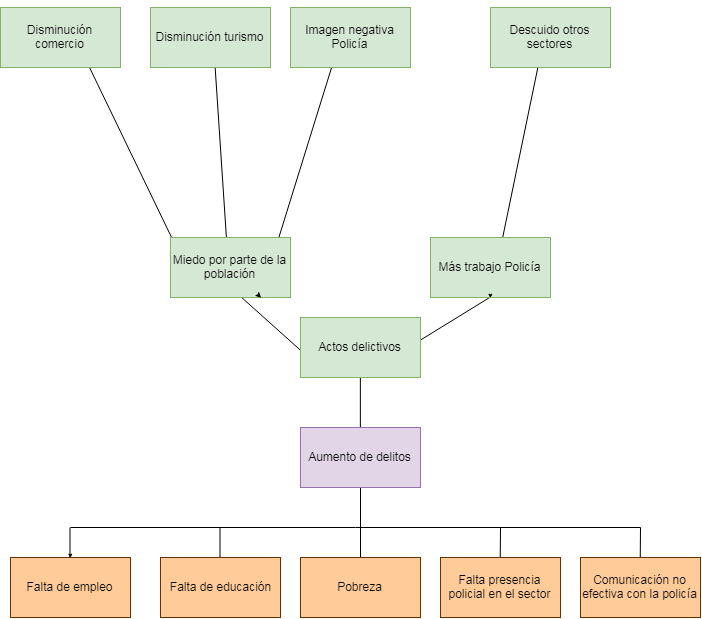 Disminución
comercio
Disminución turismo
Imagen negativa
Policía
Descuido otros
sectores
Miedo por parte de la
población
Más trabajo Policía
Actos delictivos
Aumento de delitos
Falta de empleo
Falta de educación
Pobreza
Falta presencia
policial en el sector
Comunicación no
efectiva con la policía